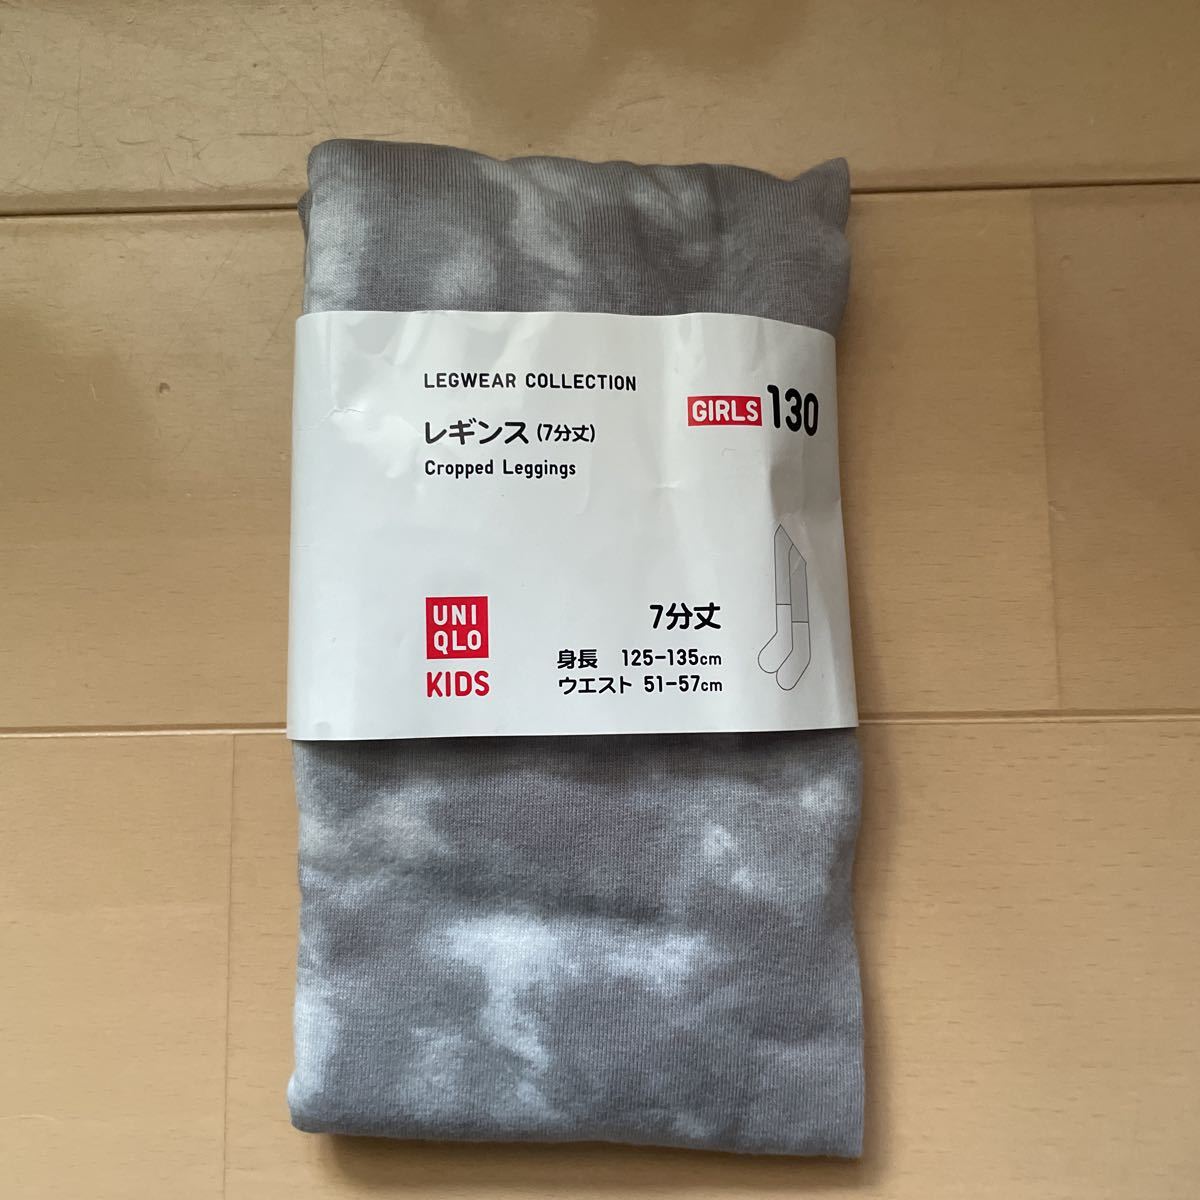 LEGWEAR COLLECTION
GIRLS 130
レギンス(7分丈)
Cropped Leggings
UNI
QLO
KIDS
7分丈
身長 125-135cm
ウエスト 51-57cm